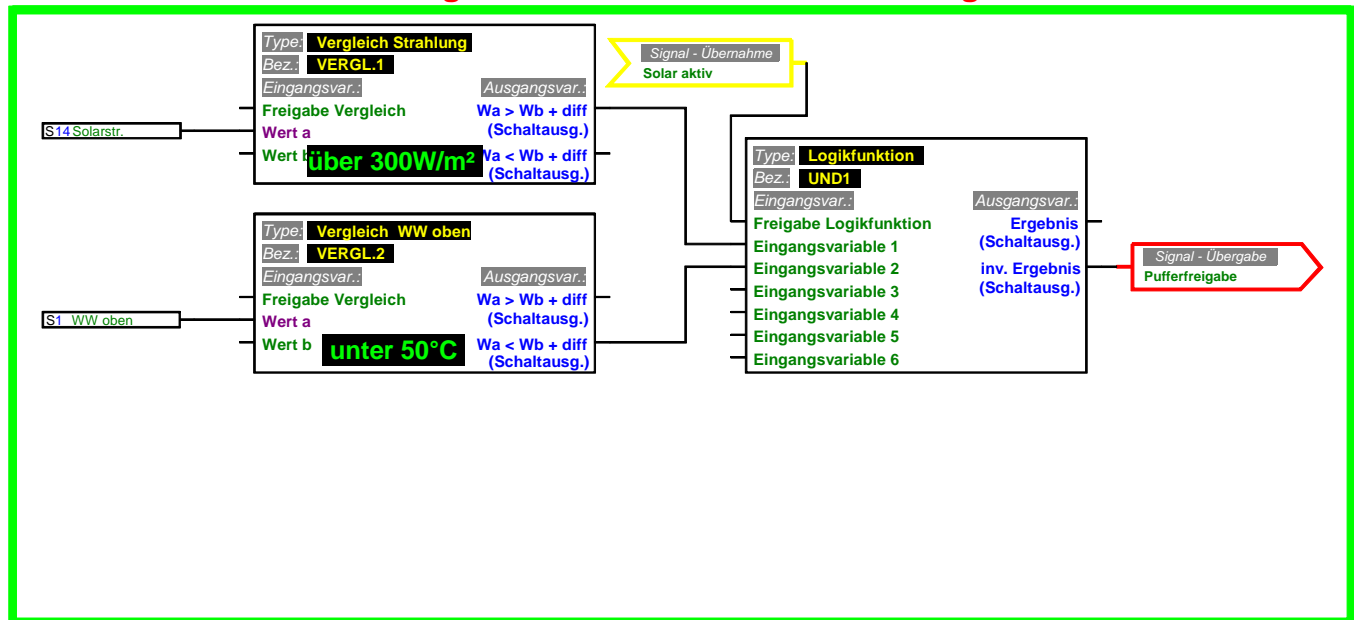 S14 Solarstr.
Type: Vergleich Strahlung
Bez.: VERGL.1
Eingangsvar.: Ausgangsvar.:
Freigabe Vergleich Wa > Wb + diff
Wert a (Schaltausg.)
Wert über 300W/m² < Wb + diff
(Schaltausg.)
S1 WW oben
Type: Vergleich WW oben
Bez.: VERGL.2
Eingangsvar.: Ausgangsvar.:
Freigabe Vergleich Wa > Wb + diff
Wert a (Schaltausg.)
Wert b unter 50°C Wa < Wb + diff
(Schaltausg.)
Signal - Übernahme
Solar aktiv
Type: Logikfunktion
Bez.: UND1
Eingangsvar.: Ausgangsvar.:
Freigabe Logikfunktion Ergebnis
Eingangsvariable 1 (Schaltausg.)
Eingangsvariable 2 inv. Ergebnis
Eingangsvariable 3 (Schaltausg.)
Eingangsvariable 4
Eingangsvariable 5
Eingangsvariable 6
Signal - Übergabe
Pufferfreigabe